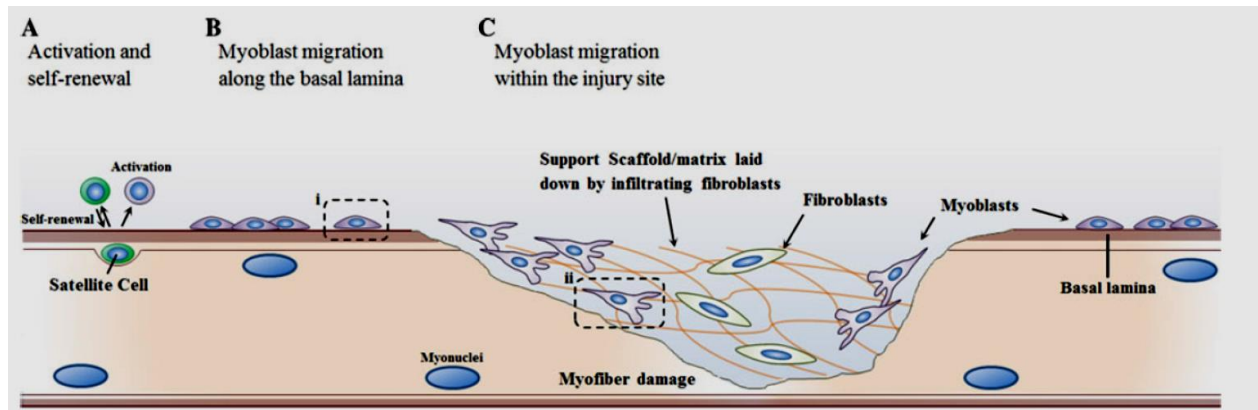 A
Activation and
self-renewal
B
Myoblast migration
along the basal lamina
C
Myoblast migration
within the injury site
Activation
Self-renewal
Satellite Cell
i
Support Scaffold/matrix laid
down by infiltrating fibroblasts
Fibroblasts
Myoblasts
ii
Basal lamina
Myonuclei
Myofiber damage